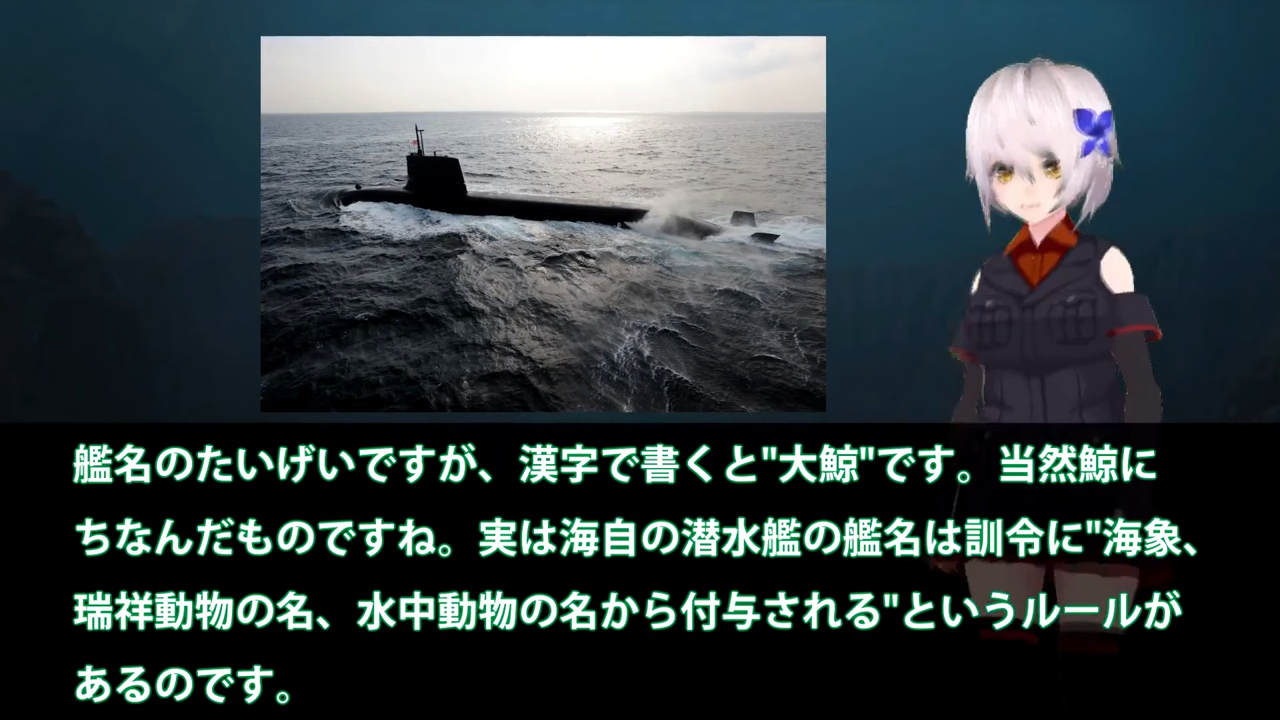 艦名のたいげいですが、漢字で書くと"大鯨"です。当然鯨に
ちなんだものですね。実は海自の潜水艦の艦名は訓令に"海象、
瑞祥動物の名、水中動物の名から付与される"というルールが
あるのです。